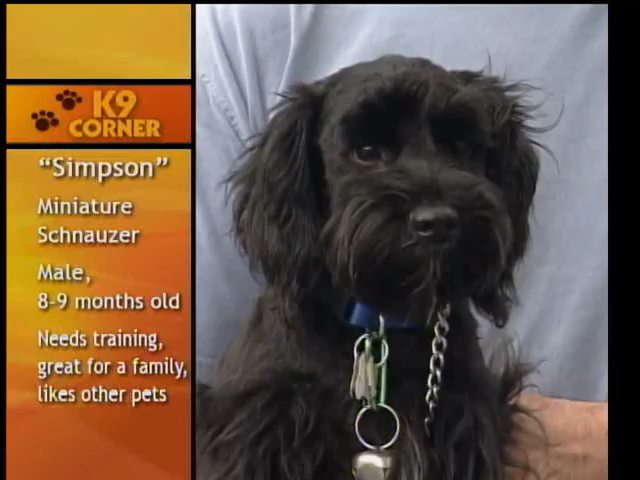 K9
CORNER
“Simpson”
Miniature
Schnauzer
Male,
8-9 months old
Needs training,
great for a family,
likes other pets